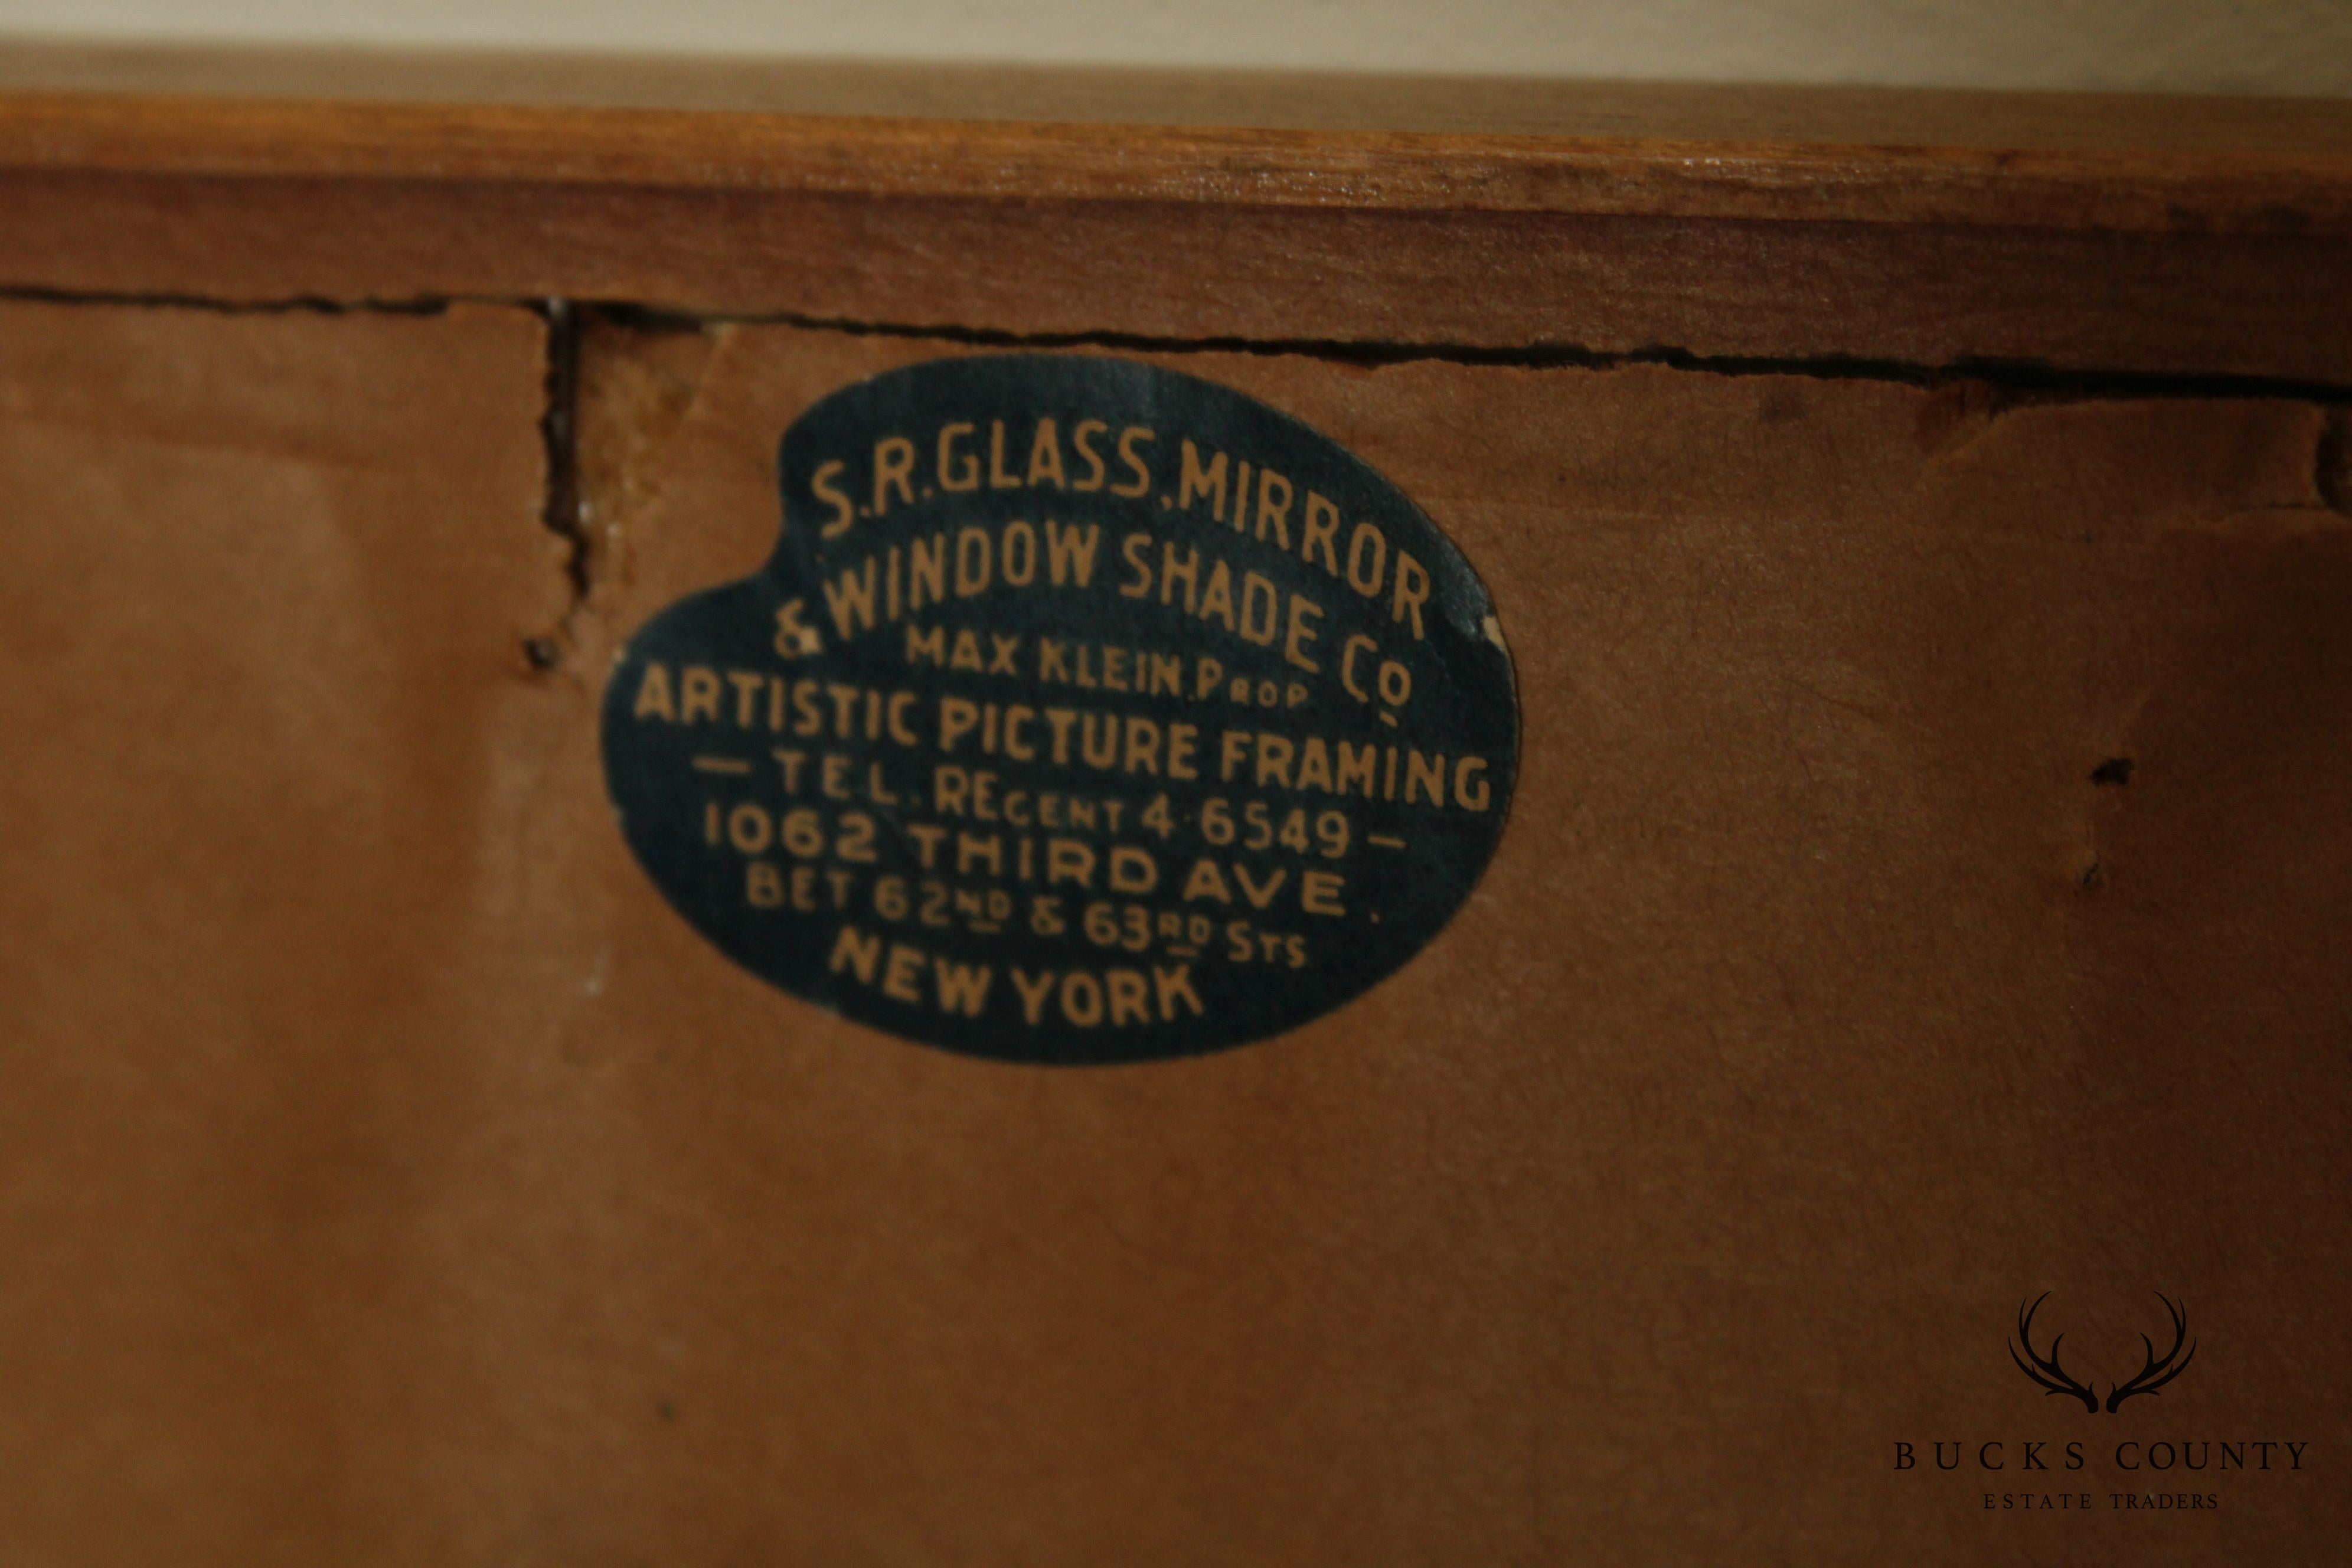 S.R. GLASS, MIRROR
& WINDOW SHADE Co
MAX KLEIN. PROP
ARTISTIC PICTURE FRAMING
— TEL. REGENT 4-6549 —
1062 THIRD AVE.
BET 62ND & 63RD STS
NEW YORK
BUCKS COUNTY
ESTATE TRADERS